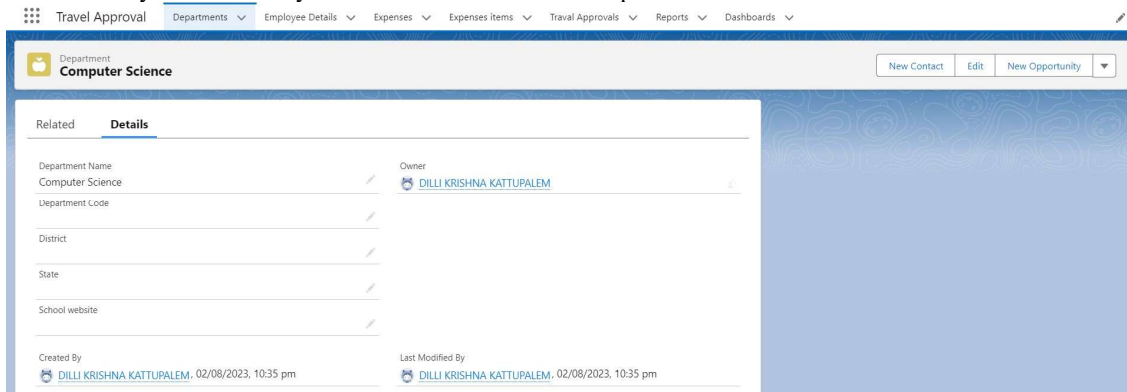 Travel Approval Departments Employee Details Expenses Expenses items Traval Approvals Reports Dashboards
Department
Computer Science
New Contact Edit New Opportunity
Related Details
Department Name
Computer Science
Owner
DILLI KRISHNA KATTUPALEM
Department Code
District
State
School website
Created By
DILLI KRISHNA KATTUPALEM, 02/08/2023, 10:35 pm
Last Modified By
DILLI KRISHNA KATTUPALEM, 02/08/2023, 10:35 pm